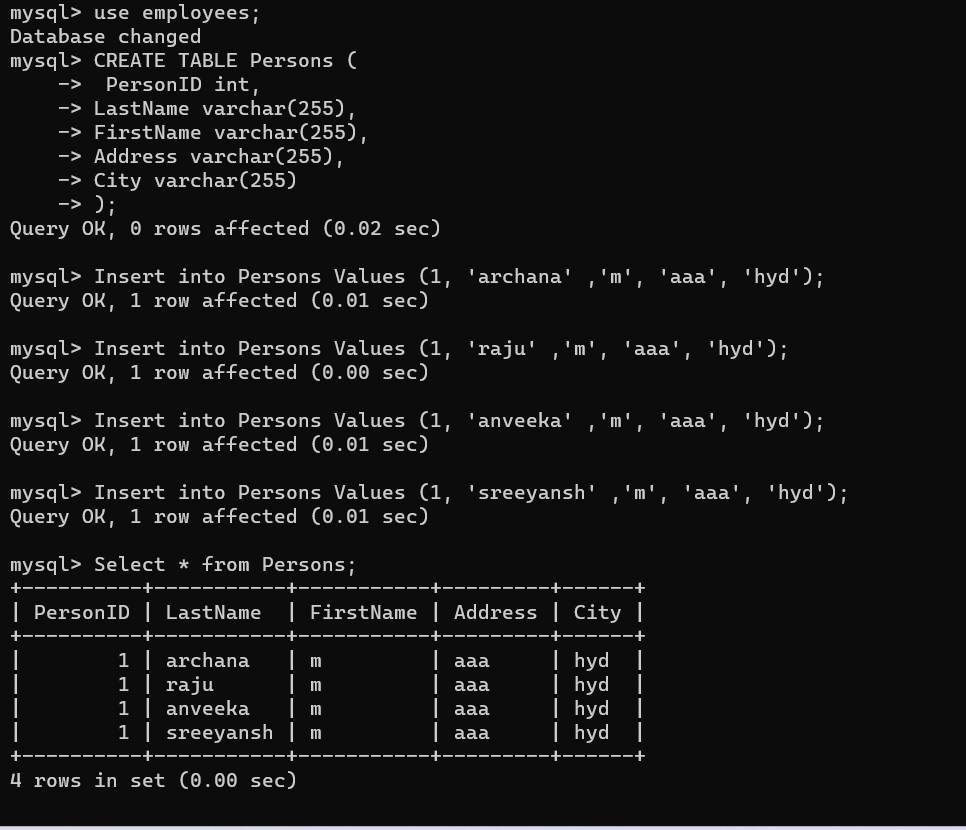 mysql> use employees;
Database changed
mysql> CREATE TABLE Persons (
    ->  PersonID int,
    -> LastName varchar(255),
    -> FirstName varchar(255),
    -> Address varchar(255),
    -> City varchar(255)
    -> );
Query OK, 0 rows affected (0.02 sec)

mysql> Insert into Persons Values (1, 'archana' ,'m', 'aaa', 'hyd');
Query OK, 1 row affected (0.01 sec)

mysql> Insert into Persons Values (1, 'raju' ,'m', 'aaa', 'hyd');
Query OK, 1 row affected (0.00 sec)

mysql> Insert into Persons Values (1, 'anveeka' ,'m', 'aaa', 'hyd');
Query OK, 1 row affected (0.01 sec)

mysql> Insert into Persons Values (1, 'sreeyansh' ,'m', 'aaa', 'hyd');
Query OK, 1 row affected (0.01 sec)

mysql> Select * from Persons;
+----------+-----------+-----------+---------+------+
| PersonID | LastName  | FirstName | Address | City |
+----------+-----------+-----------+---------+------+
|        1 | archana   | m         | aaa     | hyd  |
|        1 | raju      | m         | aaa     | hyd  |
|        1 | anveeka   | m         | aaa     | hyd  |
|        1 | sreeyansh | m         | aaa     | hyd  |
+----------+-----------+-----------+---------+------+
4 rows in set (0.00 sec)